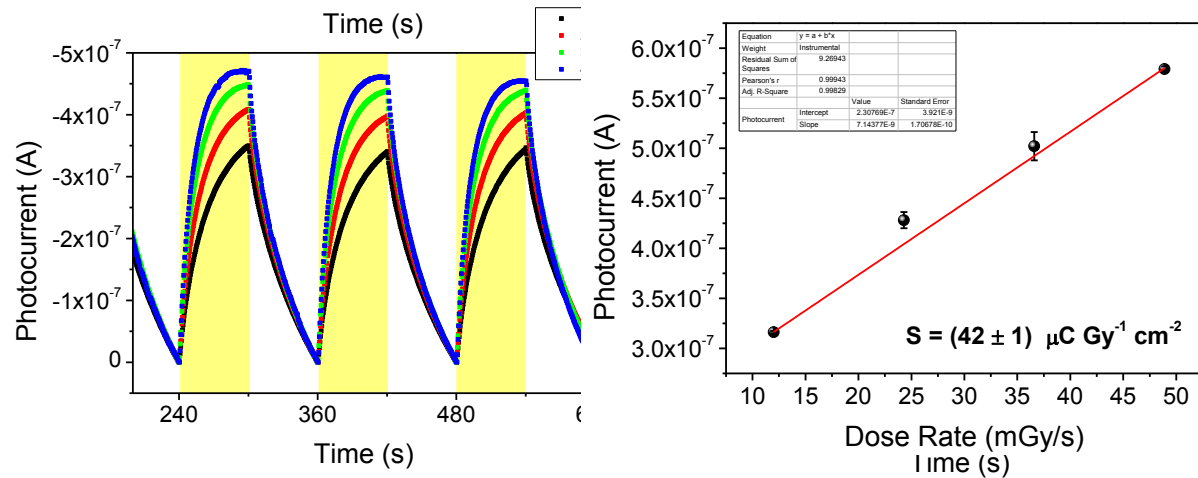 Time (s)
-5x10⁻⁷
-4x10⁻⁷
-3x10⁻⁷
-2x10⁻⁷
-1x10⁻⁷
0
Photocurrent (A)
240 360 480 6
Time (s)
6.0x10⁻⁷
5.5x10⁻⁷
5.0x10⁻⁷
4.5x10⁻⁷
4.0x10⁻⁷
3.5x10⁻⁷
3.0x10⁻⁷
Photocurrent (A)
Equation y = a + b*x
Weight Instrumental
Residual Sum of Squares 9.26943
Pearson's r 0.99943
Adj. R-Square 0.99829
Value Standard Error
Photocurrent Intercept 2.30769E-7 3.921E-9
Slope 7.14377E-9 1.70678E-10
S = (42 ± 1) μC Gy⁻¹ cm⁻²
10 15 20 25 30 35 40 45 50
Dose Rate (mGy/s)
Time (s)